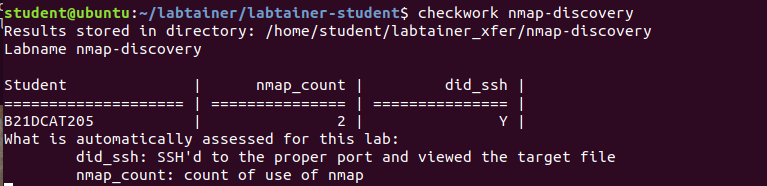 student@ubuntu:~/labtainer/labtainer-student$ checkwork nmap-discovery
Results stored in directory: /home/student/labtainer_xfer/nmap-discovery
Labname nmap-discovery
Student | nmap_count | did_ssh |
==================== | =============== | =============== |
B21DCAT205 | 2 | Y |
What is automatically assessed for this lab:
did_ssh: SSH'd to the proper port and viewed the target file
nmap_count: count of use of nmap